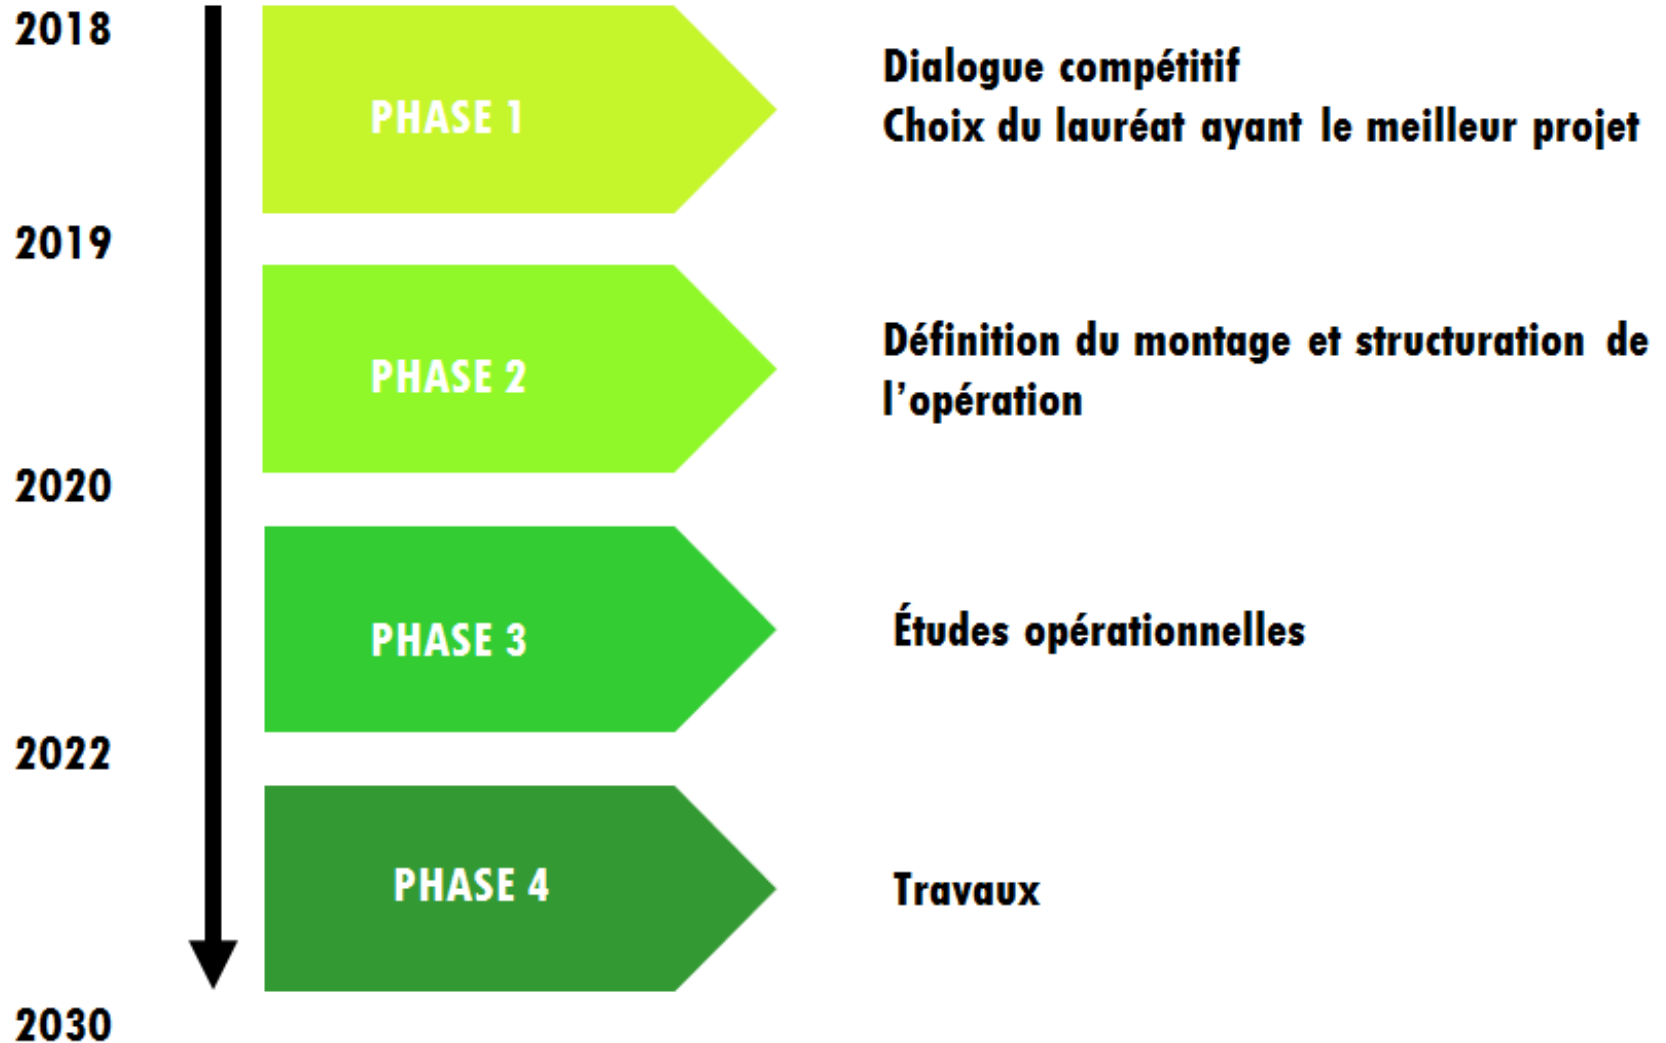 2018
PHASE 1
Dialogue compétitif
Choix du lauréat ayant le meilleur projet
2019
PHASE 2
Définition du montage et structuration de
l’opération
2020
PHASE 3
Études opérationnelles
2022
PHASE 4
Travaux
2030